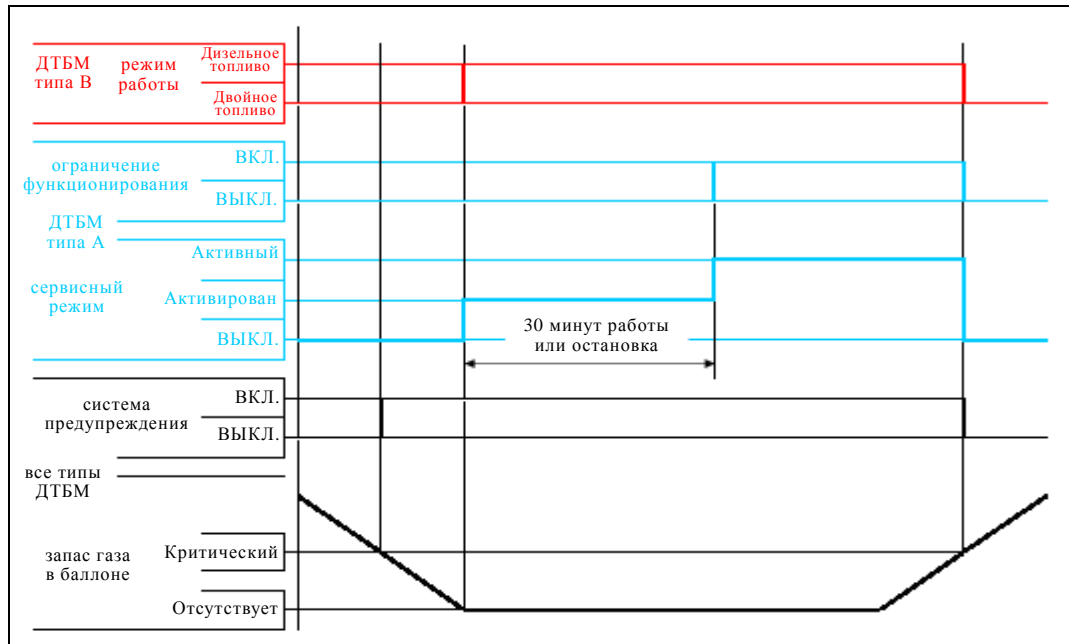 ДТБМ
типа В
режим
работы
Дизельное
топливо
Двойное
топливо
ограничение
функционирования
ВКЛ.
ВЫКЛ.
ДТБМ
типа А
сервисный
режим
Активный
Активирован
ВЫКЛ.
30 минут работы
или остановка
система
предупреждения
ВКЛ.
ВЫКЛ.
все типы
ДТБМ
запас газа
в баллоне
Критический
Отсутствует